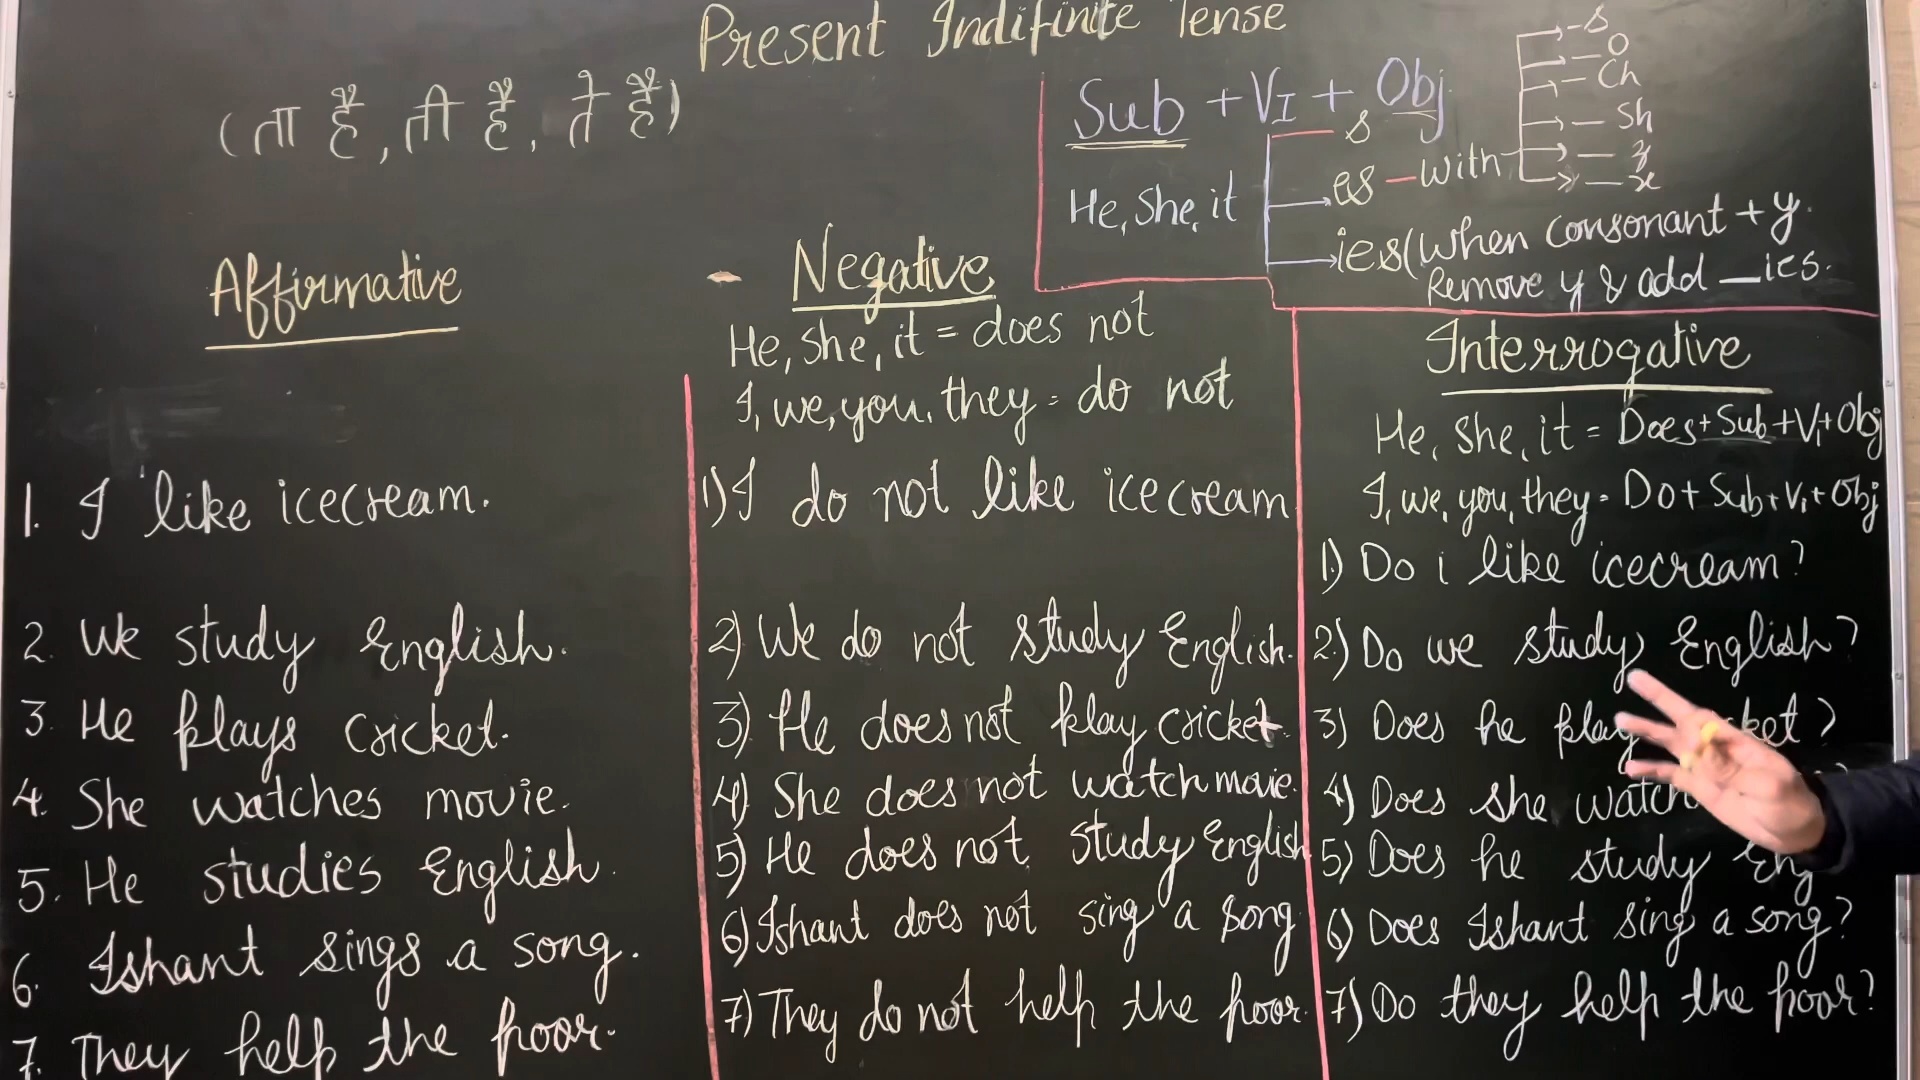 Present Indifinite Tense
(ता है, ती है, ते हैं)
Sub + V1 + Obj
He, She, it
s
es - with
- s
- o
- Ch
- Sh
- z
- x
ies (when consonant + y.
Remove y & add _ies.
Affirmative
1. I like icecream.
2. We study English.
3. He plays cricket.
4. She watches movie.
5. He studies English.
6. Ishant sings a song.
7. They help the poor.
- Negative
He, She, it = does not
I, we, you, they = do not
1) I do not like icecream
2) We do not study English.
3) He does not play cricket
4) She does not watch movie.
5) He does not study English
6) Ishant does not sing a song
7) They do not help the poor.
Interrogative
He, She, it = Does + Sub + V1 + Obj
I, we, you, they = Do + Sub + V1 + Obj
1) Do i like icecream?
2) Do we study English?
3) Does he play ket?
4) Does she watch
5) Does he study Eng
6) Does Ishant sing a song?
7) Do they help the poor?